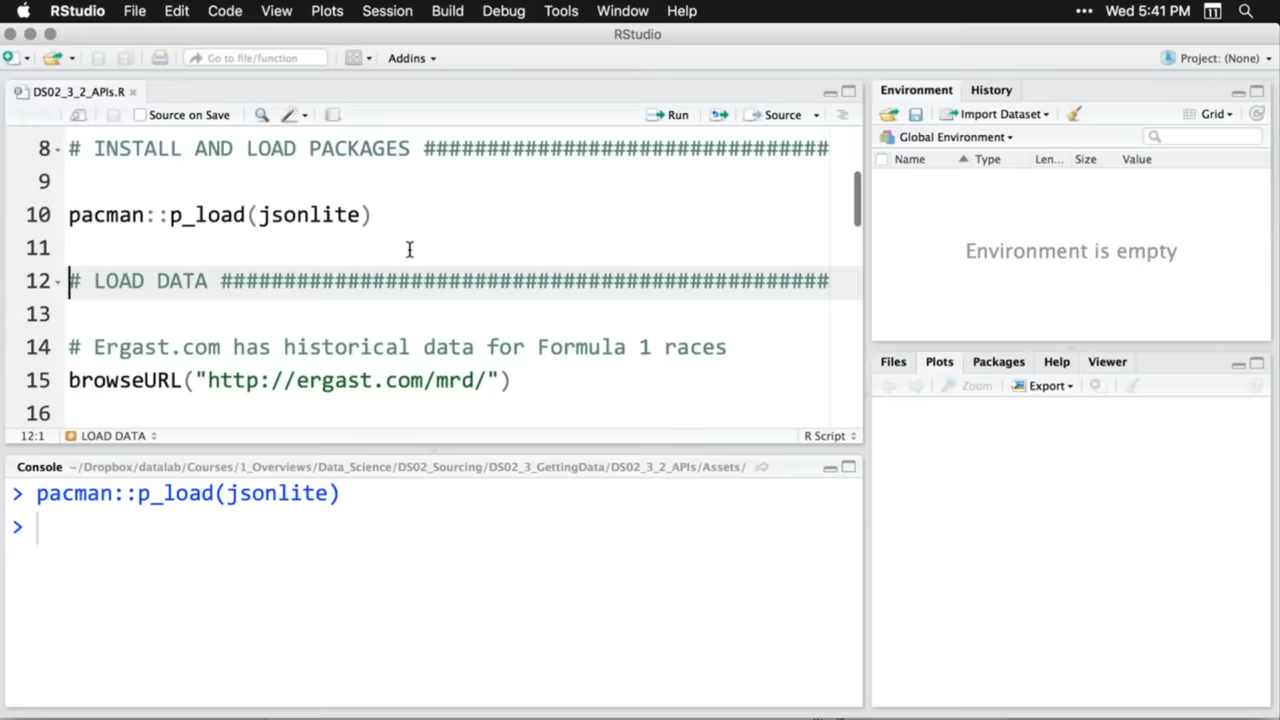 RStudio File Edit Code View Plots Session Build Debug Tools Window Help ••• Wed 5:41 PM 11
RStudio
Go to file/function Addins Project: (None)
DS02_3_2_APIs.R
Source on Save Run Source
8 # INSTALL AND LOAD PACKAGES ################################
9
10 pacman::p_load(jsonlite)
11
12 # LOAD DATA ################################################
13
14 # Ergast.com has historical data for Formula 1 races
15 browseURL("http://ergast.com/mrd/")
16
12:1 LOAD DATA R Script
Console ~/Dropbox/datalab/Courses/1_Overviews/Data_Science/DS02_Sourcing/DS02_3_GettingData/DS02_3_2_APIs/Assets/
> pacman::p_load(jsonlite)
>
Environment History
Import Dataset Grid
Global Environment
Name Type Len... Size Value
Environment is empty
Files Plots Packages Help Viewer
Zoom Export